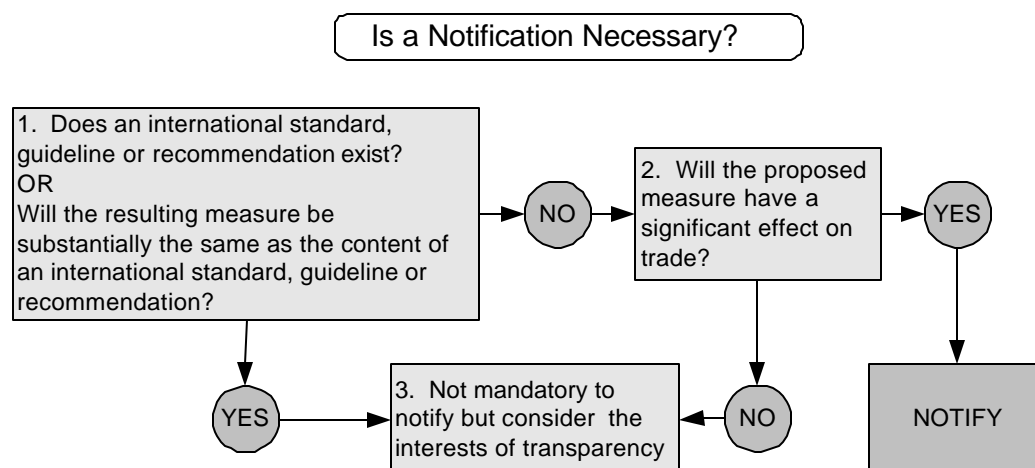 Is a Notification Necessary?
1. Does an international standard,
guideline or recommendation exist?
OR
Will the resulting measure be
substantially the same as the content of
an international standard, guideline or
recommendation?
NO
2. Will the proposed
measure have a
significant effect on
trade?
YES
YES
3. Not mandatory to
notify but consider the
interests of transparency
NO
NOTIFY